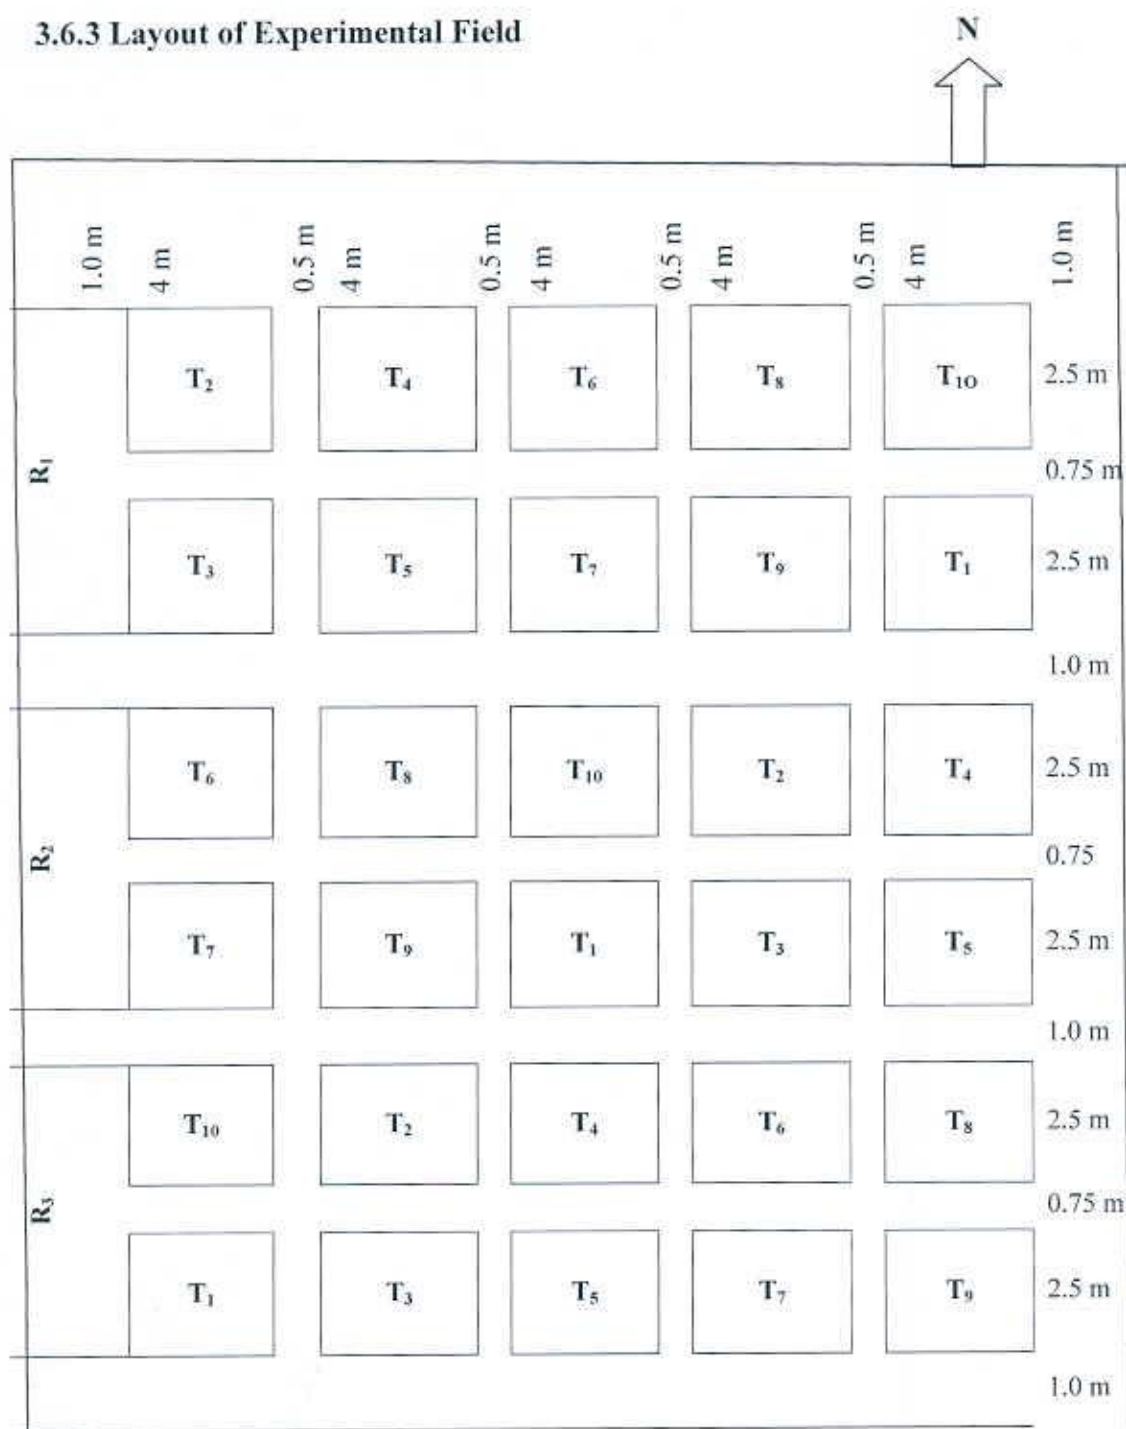 3.6.3 Layout of Experimental Field
N
1.0 m 4 m 0.5 m 4 m 0.5 m 4 m 0.5 m 4 m 0.5 m 4 m 1.0 m
R₁
T₂ T₄ T₆ T₈ T₁₀ 2.5 m
0.75 m
T₃ T₅ T₇ T₉ T₁ 2.5 m
1.0 m
R₂
T₆ T₈ T₁₀ T₂ T₄ 2.5 m
0.75
T₇ T₉ T₁ T₃ T₅ 2.5 m
1.0 m
R₃
T₁₀ T₂ T₄ T₆ T₈ 2.5 m
0.75 m
T₁ T₃ T₅ T₇ T₉ 2.5 m
1.0 m